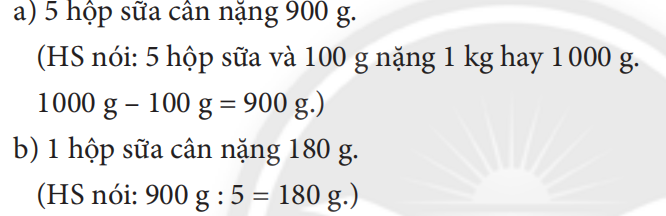 a) 5 hộp sữa cân nặng 900 g.
(HS nói: 5 hộp sữa và 100 g nặng 1 kg hay 1 000 g.
1000 g – 100 g = 900 g.)
b) 1 hộp sữa cân nặng 180 g.
(HS nói: 900 g : 5 = 180 g.)